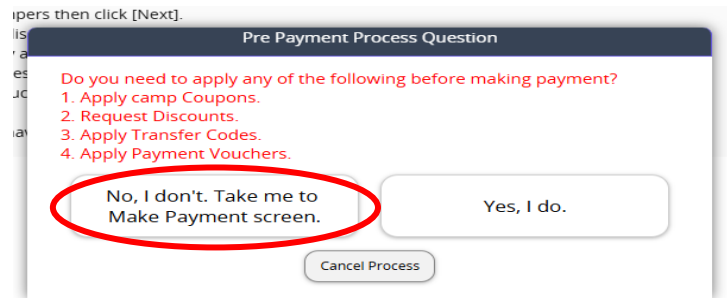 apers then click [Next].
Pre Payment Process Question
Do you need to apply any of the following before making payment?
1. Apply camp Coupons.
2. Request Discounts.
3. Apply Transfer Codes.
4. Apply Payment Vouchers.
No, I don't. Take me to
Make Payment screen.
Yes, I do.
Cancel Process